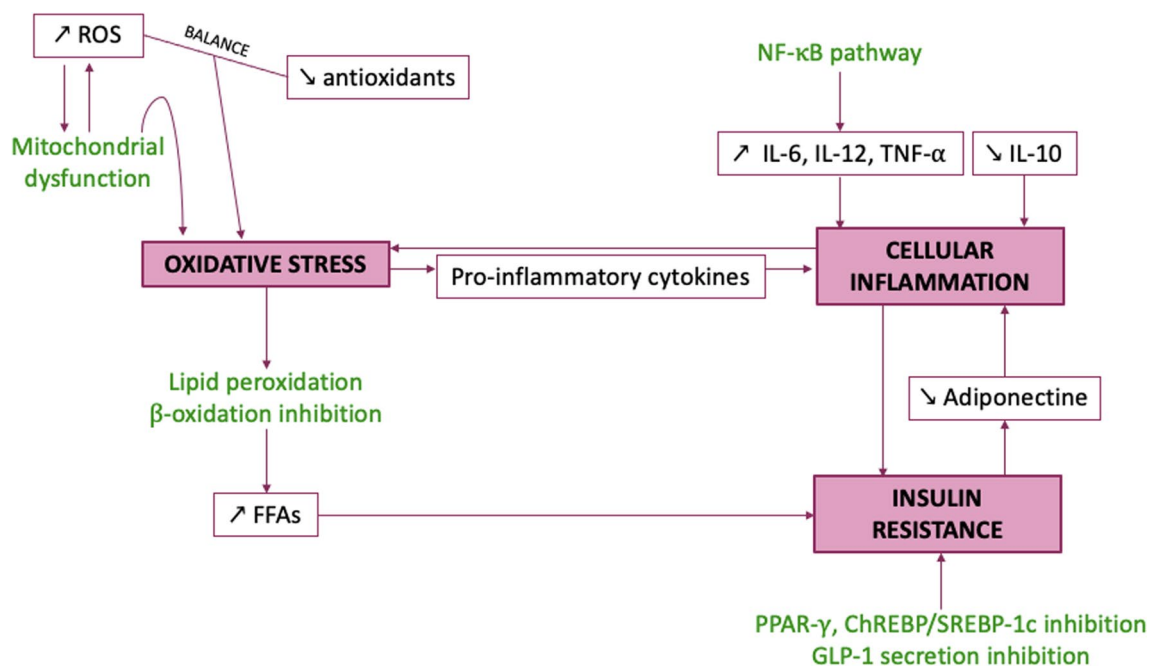 ↗ ROS
BALANCE
↘ antioxidants
NF-κB pathway
Mitochondrial
dysfunction
↗ IL-6, IL-12, TNF-α
↘ IL-10
OXIDATIVE STRESS
Pro-inflammatory cytokines
CELLULAR
INFLAMMATION
Lipid peroxidation
β-oxidation inhibition
↘ Adiponectine
↗ FFAs
INSULIN
RESISTANCE
PPAR-γ, ChREBP/SREBP-1c inhibition
GLP-1 secretion inhibition